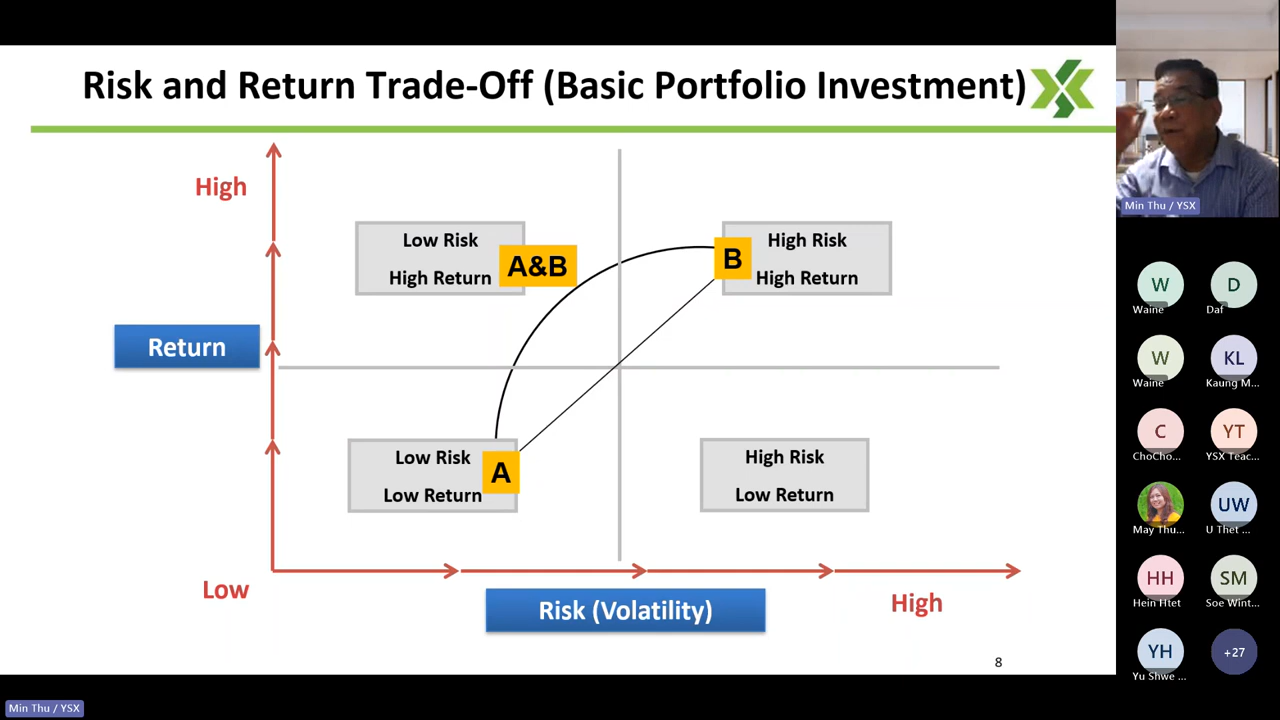 Risk and Return Trade-Off (Basic Portfolio Investment)
High
Low Risk
High Return
A&B
B
High Risk
High Return
Return
Low Risk
Low Return
A
High Risk
Low Return
Low
Risk (Volatility)
High
8
Min Thu / YSX
Min Thu / YSX
W
Waine
D
Daf
W
Waine
KL
Kaung M...
C
ChoCho...
YT
YSX Teac...
May Thu...
UW
U Thet ...
HH
Hein Htet
SM
Soe Wint...
YH
Yu Shwe ...
+27